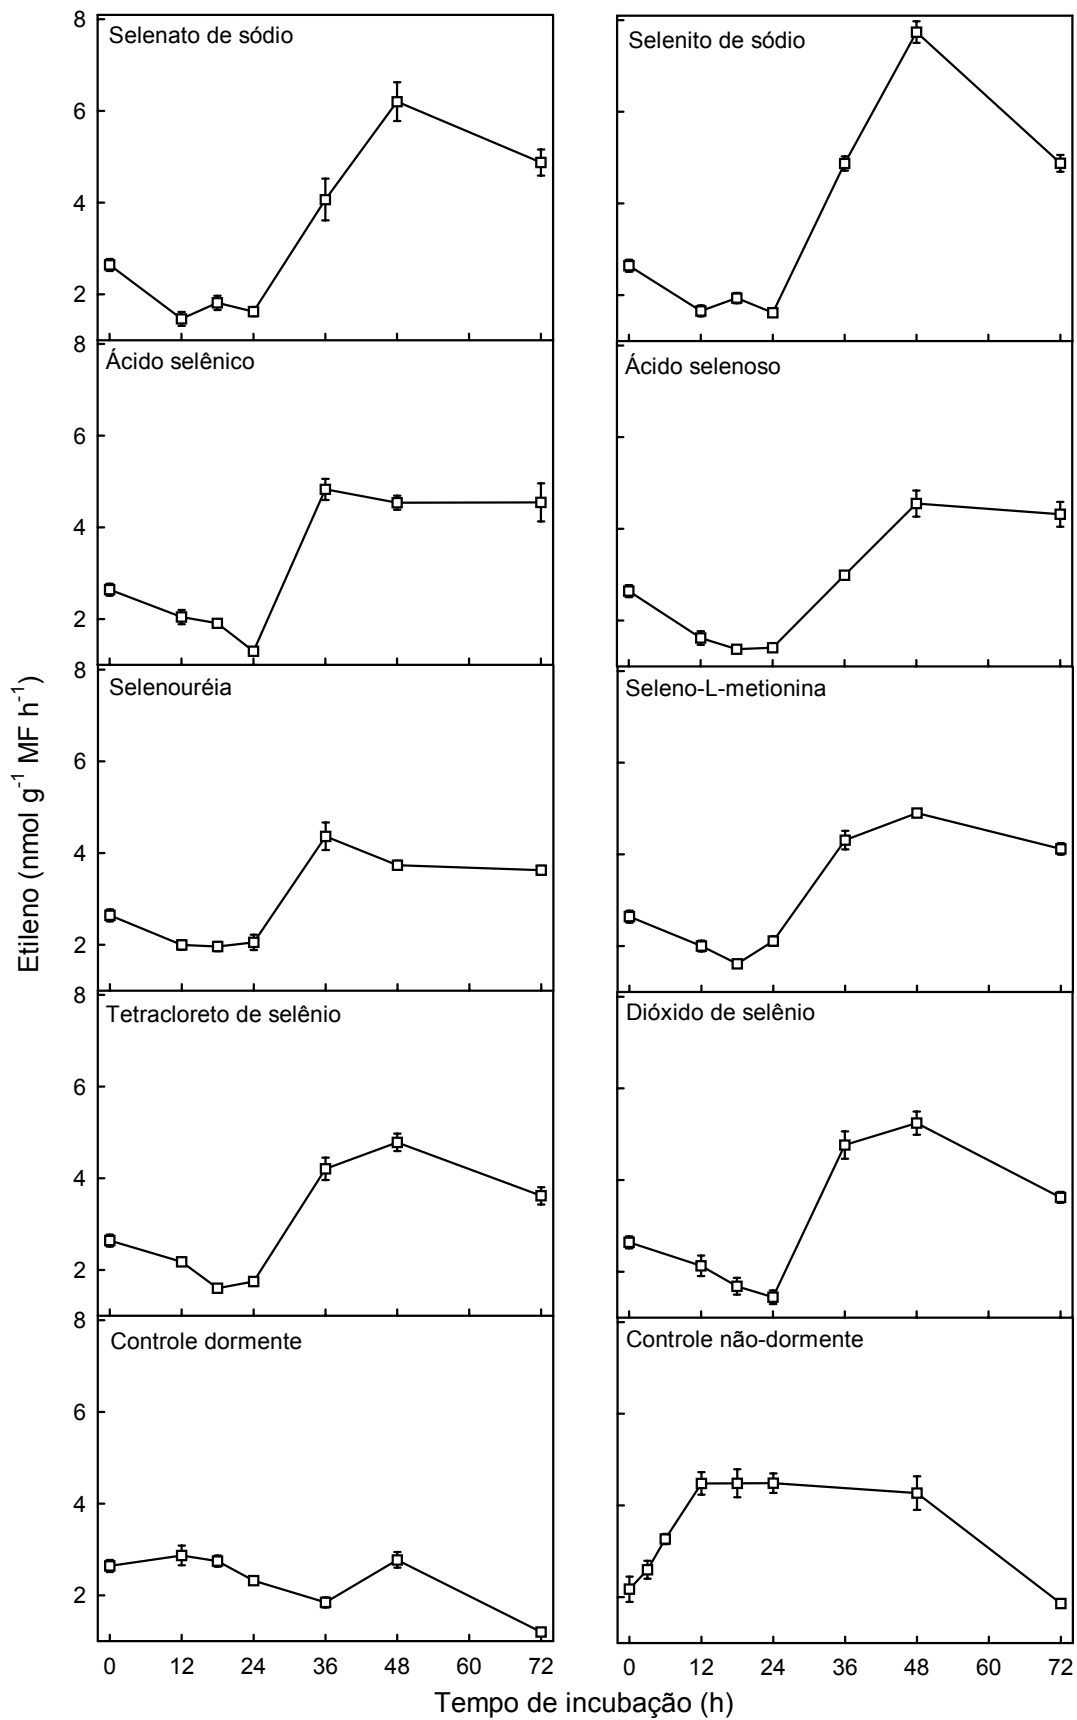 8
Selenato de sódio
Selenito de sódio
6
4
2
8
Ácido selênico
Ácido selenoso
6
4
2
8
Selenouréia
Seleno-L-metionina
6
4
2
8
Tetracloreto de selênio
Dióxido de selênio
6
4
2
8
Controle dormente
Controle não-dormente
6
4
2
0 12 24 36 48 60 72
0 12 24 36 48 60 72
Etileno (nmol g⁻¹ MF h⁻¹)
Tempo de incubação (h)